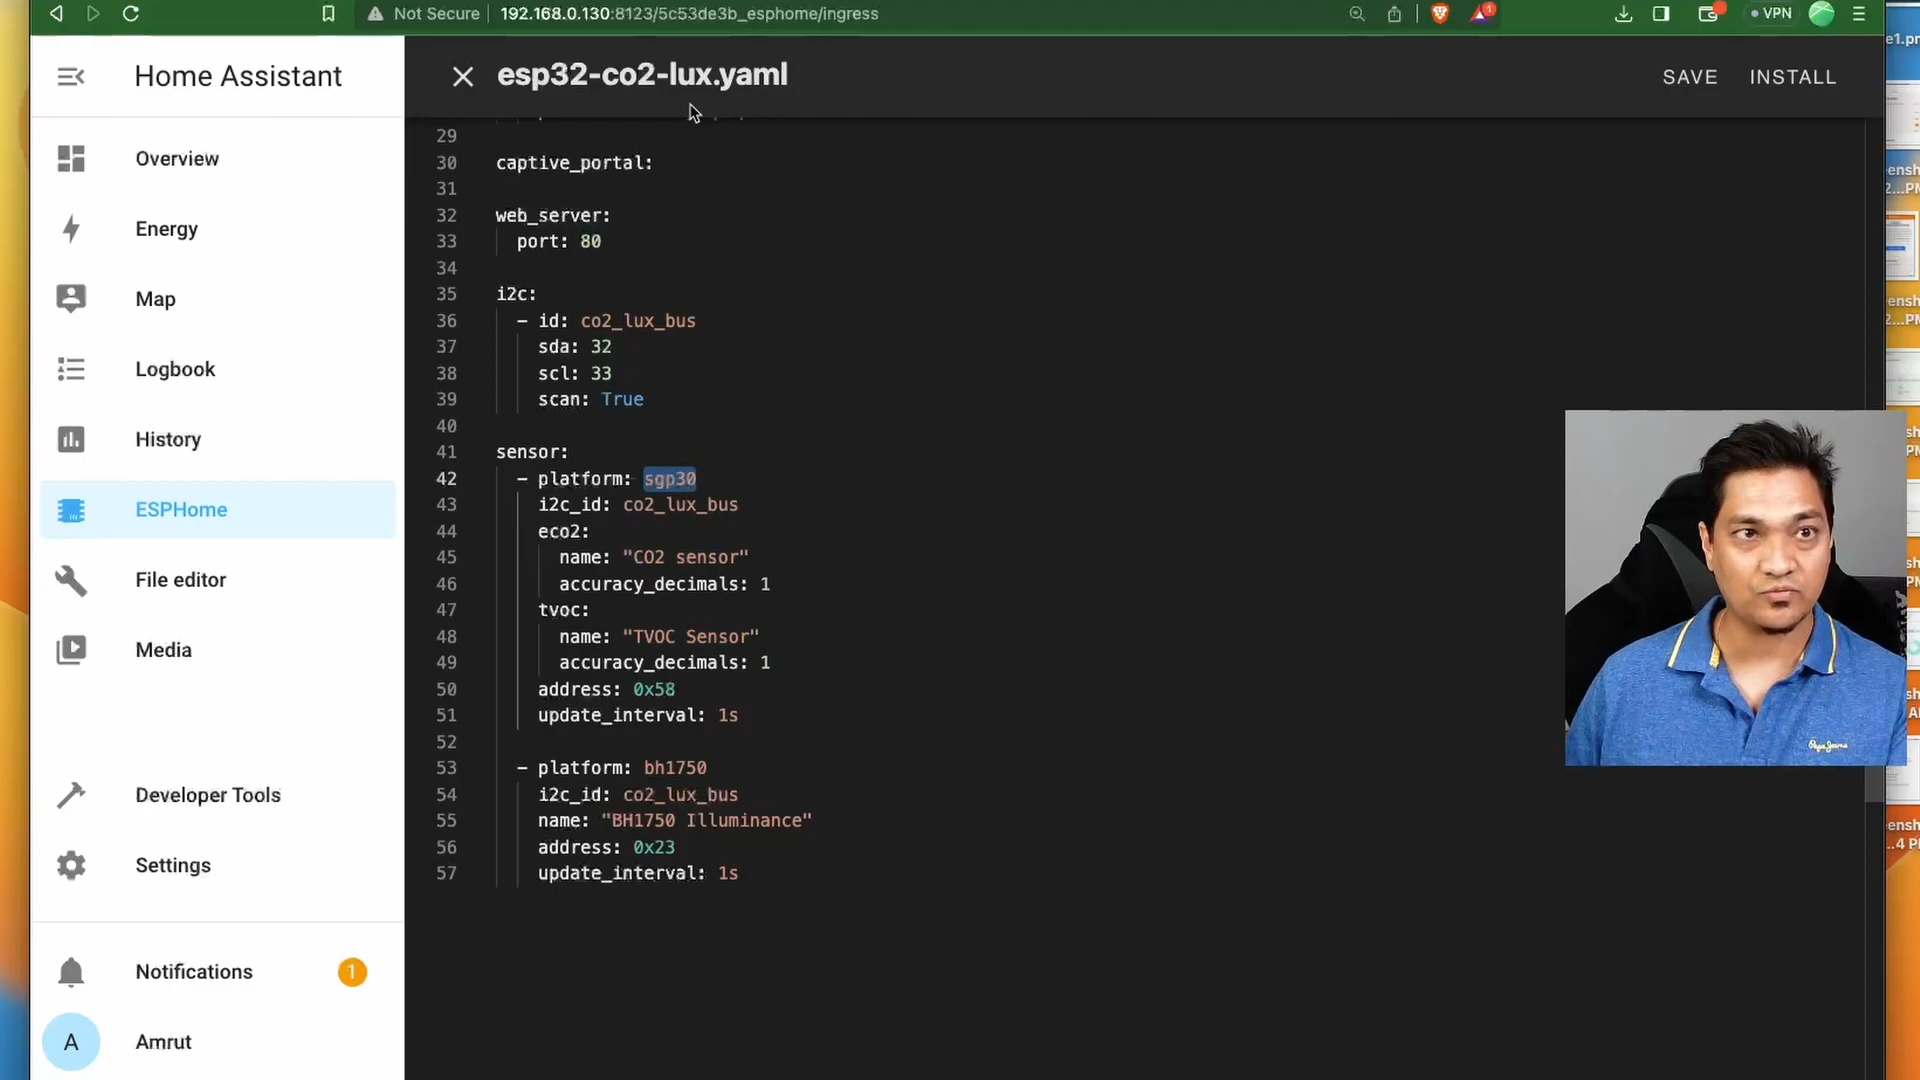 Not Secure 192.168.0.130:8123/5c53de3b_esphome/ingress
1
VPN
Home Assistant
esp32-co2-lux.yaml
SAVE INSTALL
Overview
Energy
Map
Logbook
History
ESPHome
File editor
Media
Developer Tools
Settings
Notifications 1
A Amrut
29
30 captive_portal:
31
32 web_server:
33 port: 80
34
35 i2c:
36 - id: co2_lux_bus
37 sda: 32
38 scl: 33
39 scan: True
40
41 sensor:
42 - platform: sgp30
43 i2c_id: co2_lux_bus
44 eco2:
45 name: "CO2 sensor"
46 accuracy_decimals: 1
47 tvoc:
48 name: "TVOC Sensor"
49 accuracy_decimals: 1
50 address: 0x58
51 update_interval: 1s
52
53 - platform: bh1750
54 i2c_id: co2_lux_bus
55 name: "BH1750 Illuminance"
56 address: 0x23
57 update_interval: 1s
Pepe Jeans